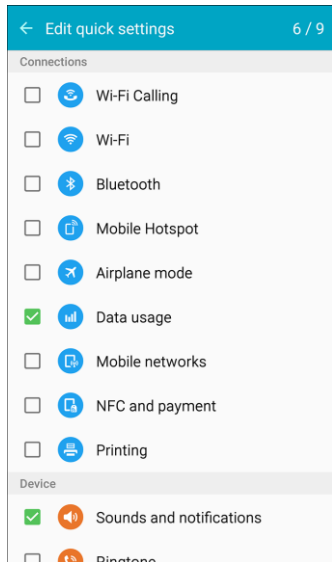 Edit quick settings 6 / 9
Connections
Wi-Fi Calling
Wi-Fi
Bluetooth
Mobile Hotspot
Airplane mode
Data usage
Mobile networks
NFC and payment
Printing
Device
Sounds and notifications
Ringtone